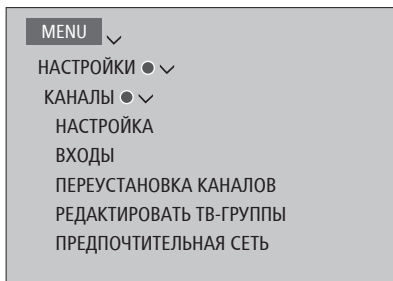 MENU
НАСТРОЙКИ
КАНАЛЫ
НАСТРОЙКА
ВХОДЫ
ПЕРЕУСТАНОВКА КАНАЛОВ
РЕДАКТИРОВАТЬ ТВ-ГРУППЫ
ПРЕДПОЧТИТЕЛЬНАЯ СЕТЬ